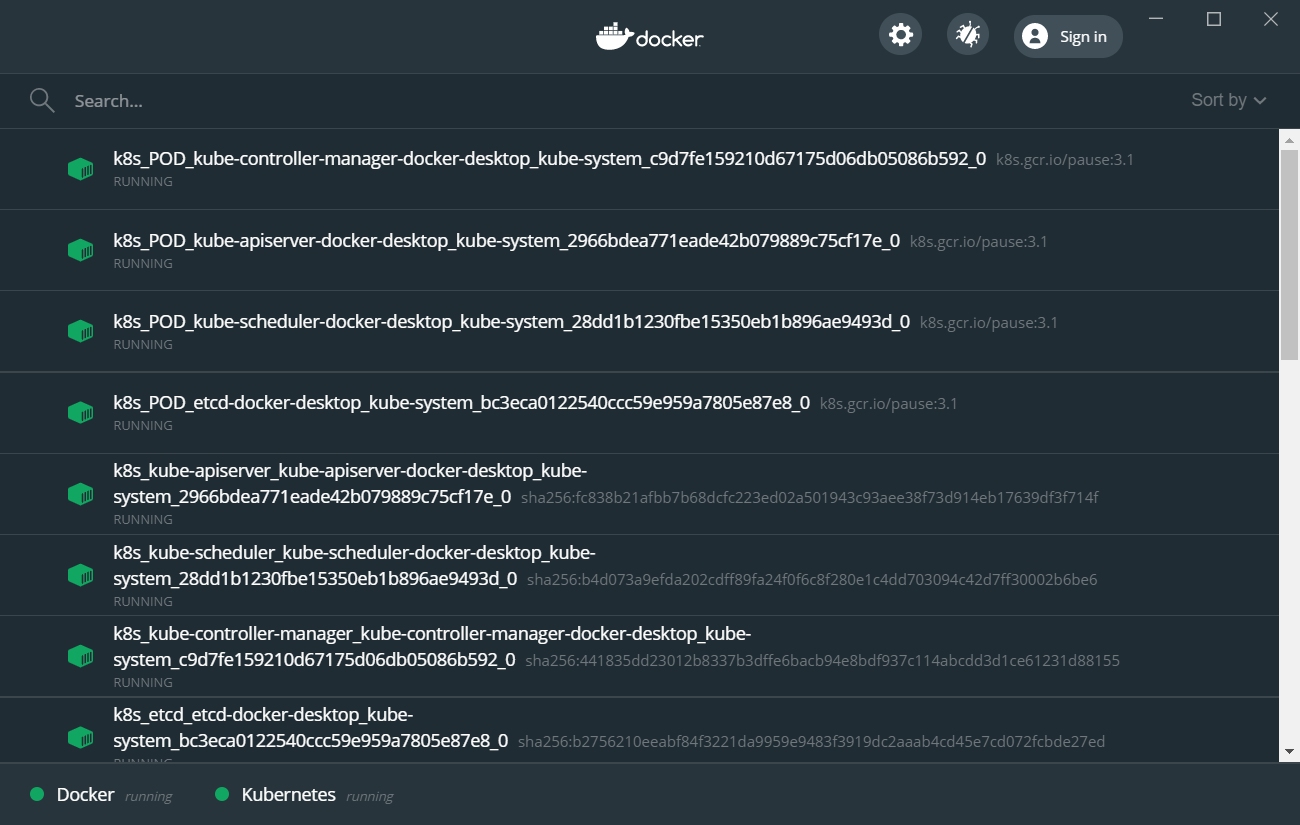 docker
Sign in
Search...
Sort by
k8s_POD_kube-controller-manager-docker-desktop_kube-system_c9d7fe159210d67175d06db05086b592_0 k8s.gcr.io/pause:3.1
RUNNING
k8s_POD_kube-apiserver-docker-desktop_kube-system_2966bdea771eade42b079889c75cf17e_0 k8s.gcr.io/pause:3.1
RUNNING
k8s_POD_kube-scheduler-docker-desktop_kube-system_28dd1b1230fbe15350eb1b896ae9493d_0 k8s.gcr.io/pause:3.1
RUNNING
k8s_POD_etcd-docker-desktop_kube-system_bc3eca0122540ccc59e959a7805e87e8_0 k8s.gcr.io/pause:3.1
RUNNING
k8s_kube-apiserver_kube-apiserver-docker-desktop_kube-
system_2966bdea771eade42b079889c75cf17e_0 sha256:fc838b21afbb7b68dcfc223ed02a501943c93aee38f73d914eb17639df3f714f
RUNNING
k8s_kube-scheduler_kube-scheduler-docker-desktop_kube-
system_28dd1b1230fbe15350eb1b896ae9493d_0 sha256:b4d073a9efda202cdff89fa24f0f6c8f280e1c4dd703094c42d7ff30002b6be6
RUNNING
k8s_kube-controller-manager_kube-controller-manager-docker-desktop_kube-
system_c9d7fe159210d67175d06db05086b592_0 sha256:441835dd23012b8337b3dffe6bacb94e8bdf937c114abcdd3d1ce61231d88155
RUNNING
k8s_etcd_etcd-docker-desktop_kube-
system_bc3eca0122540ccc59e959a7805e87e8_0 sha256:b2756210eeabf84f3221da9959e9483f3919dc2aaab4cd45e7cd072fcbde27ed
RUNNING
Docker running Kubernetes running